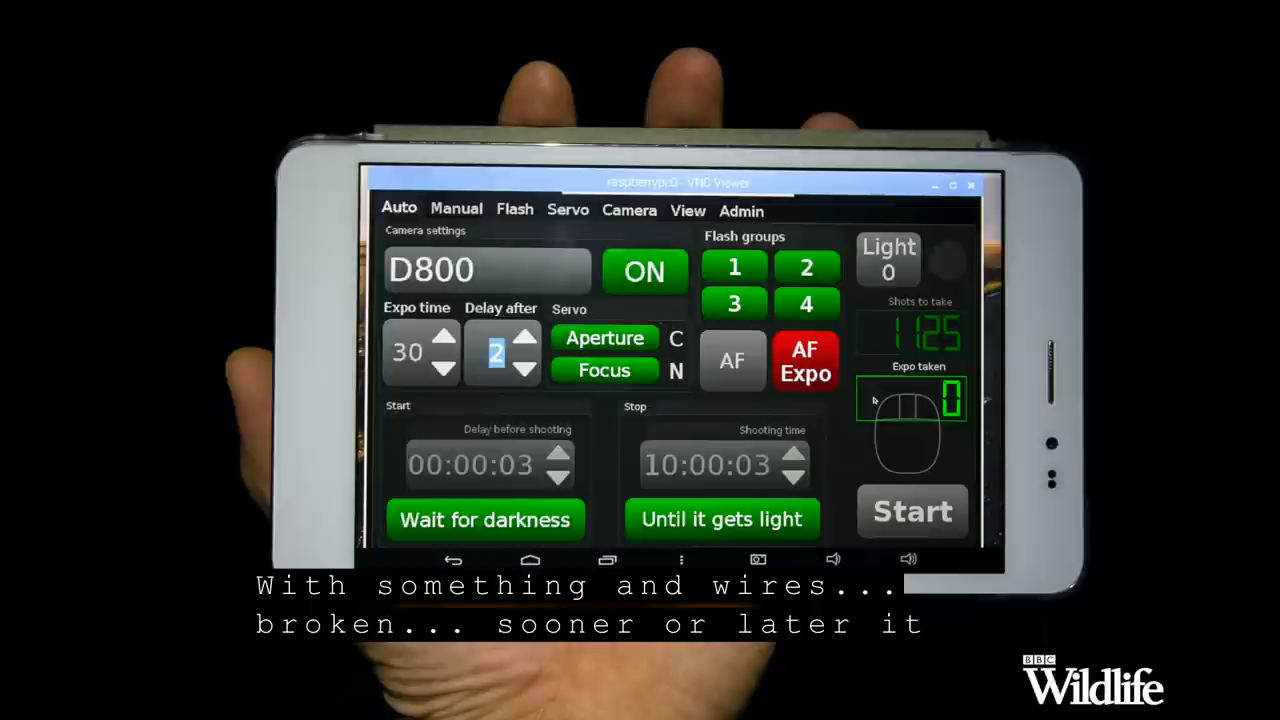 raspberrypi3 - VNC Viewer
Auto Manual Flash Servo Camera View Admin
Camera settings
D800
ON
Flash groups
1 2
3 4
Light
0
Expo time Delay after Servo
30
2
Aperture C
Focus N
AF
AF
Expo
Shots to take
1125
Expo taken
0
Start
Delay before shooting
00:00:03
Wait for darkness
Stop
Shooting time
10:00:03
Until it gets light
Start
With something and wires...
broken... sooner or later it
BBC
Wildlife